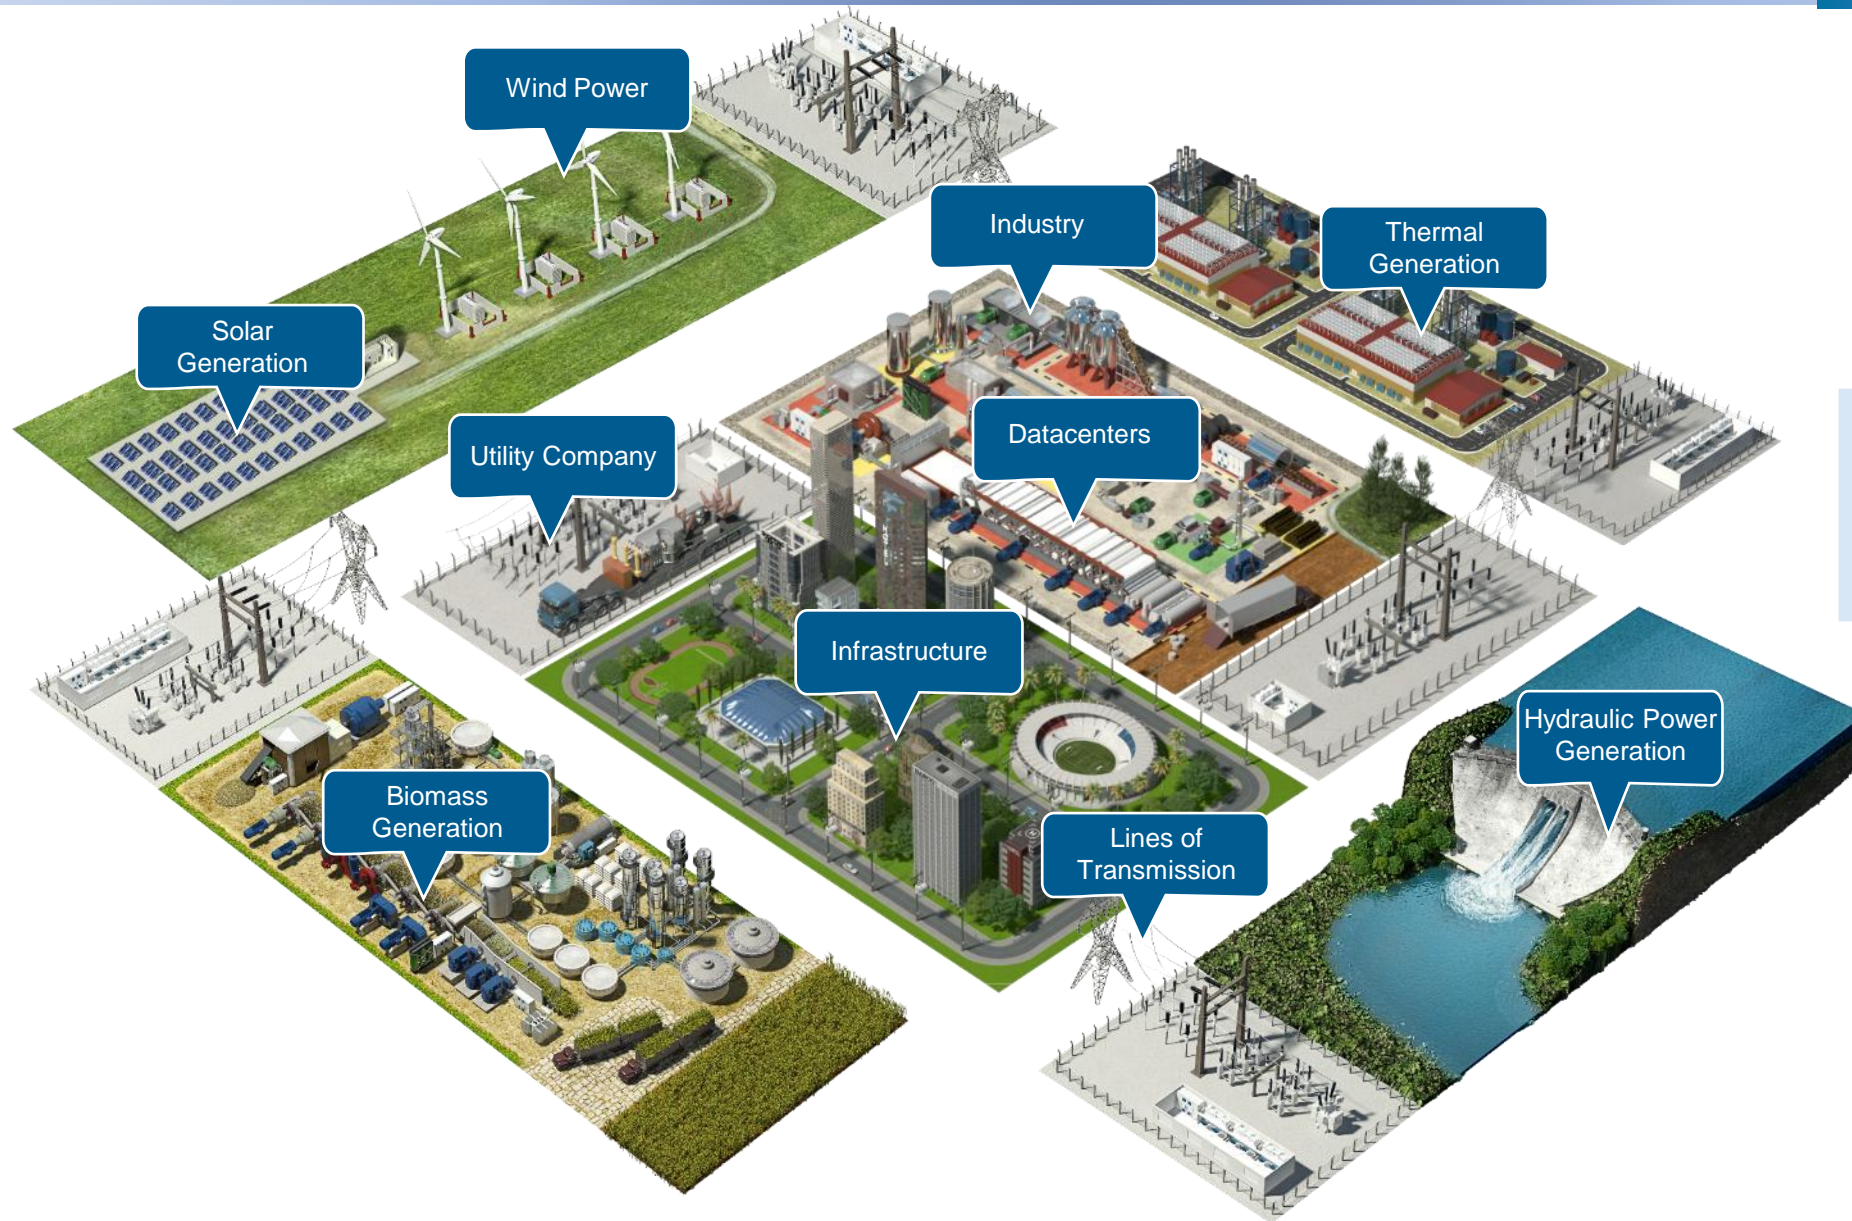 Wind Power
Industry
Thermal
Generation
Solar
Generation
Utility Company
Datacenters
Infrastructure
Hydraulic Power
Generation
Biomass
Generation
Lines of
Transmission